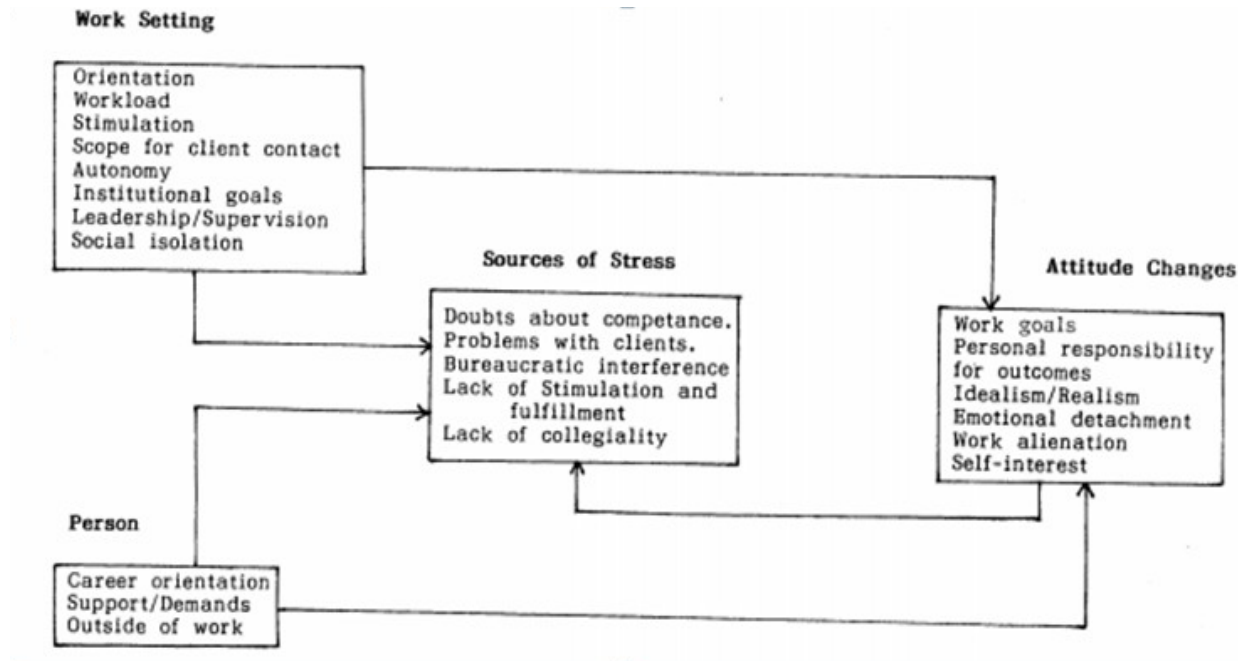 Work Setting
Orientation
Workload
Stimulation
Scope for client contact
Autonomy
Institutional goals
Leadership/Supervision
Social isolation
Sources of Stress
Doubts about competance.
Problems with clients.
Bureaucratic interference
Lack of Stimulation and
fulfillment
Lack of collegiality
Attitude Changes
Work goals
Personal responsibility
for outcomes
Idealism/Realism
Emotional detachment
Work alienation
Self-interest
Person
Career orientation
Support/Demands
Outside of work